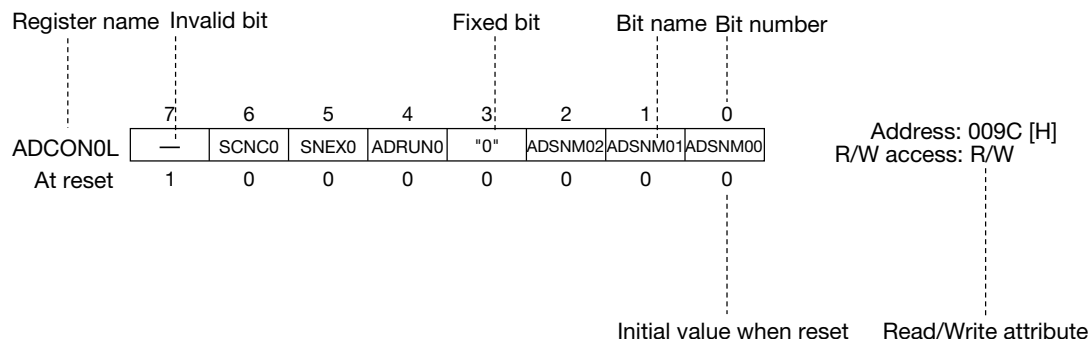 Register name Invalid bit Fixed bit Bit name Bit number
7 6 5 4 3 2 1 0
ADCON0L — SCNC0 SNEX0 ADRUN0 "0" ADSNM02 ADSNM01 ADSNM00 Address: 009C [H]
R/W access: R/W
At reset 1 0 0 0 0 0 0 0
Initial value when reset Read/Write attribute